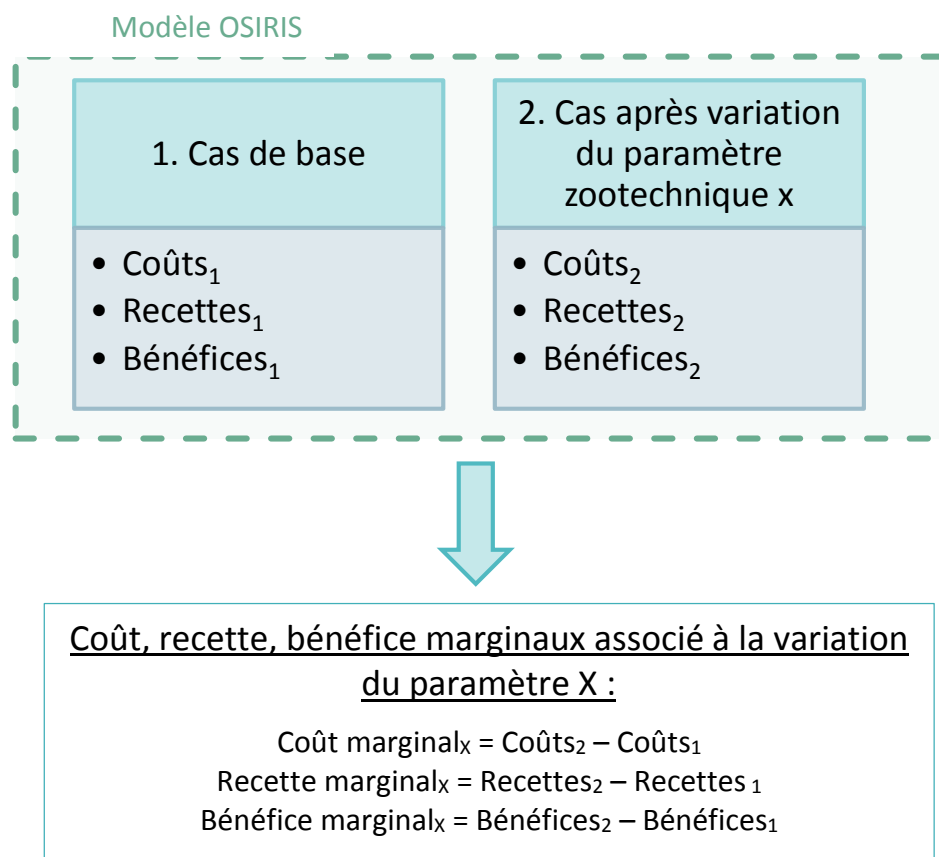 Modèle OSIRIS
1. Cas de base
2. Cas après variation
du paramètre
zootechnique x
• Coûts₁
• Recettes₁
• Bénéfices₁
• Coûts₂
• Recettes₂
• Bénéfices₂
Coût, recette, bénéfice marginaux associé à la variation
du paramètre X :
Coût marginalₓ = Coûts₂ – Coûts₁
Recette marginalₓ = Recettes₂ – Recettes ₁
Bénéfice marginalₓ = Bénéfices₂ – Bénéfices₁